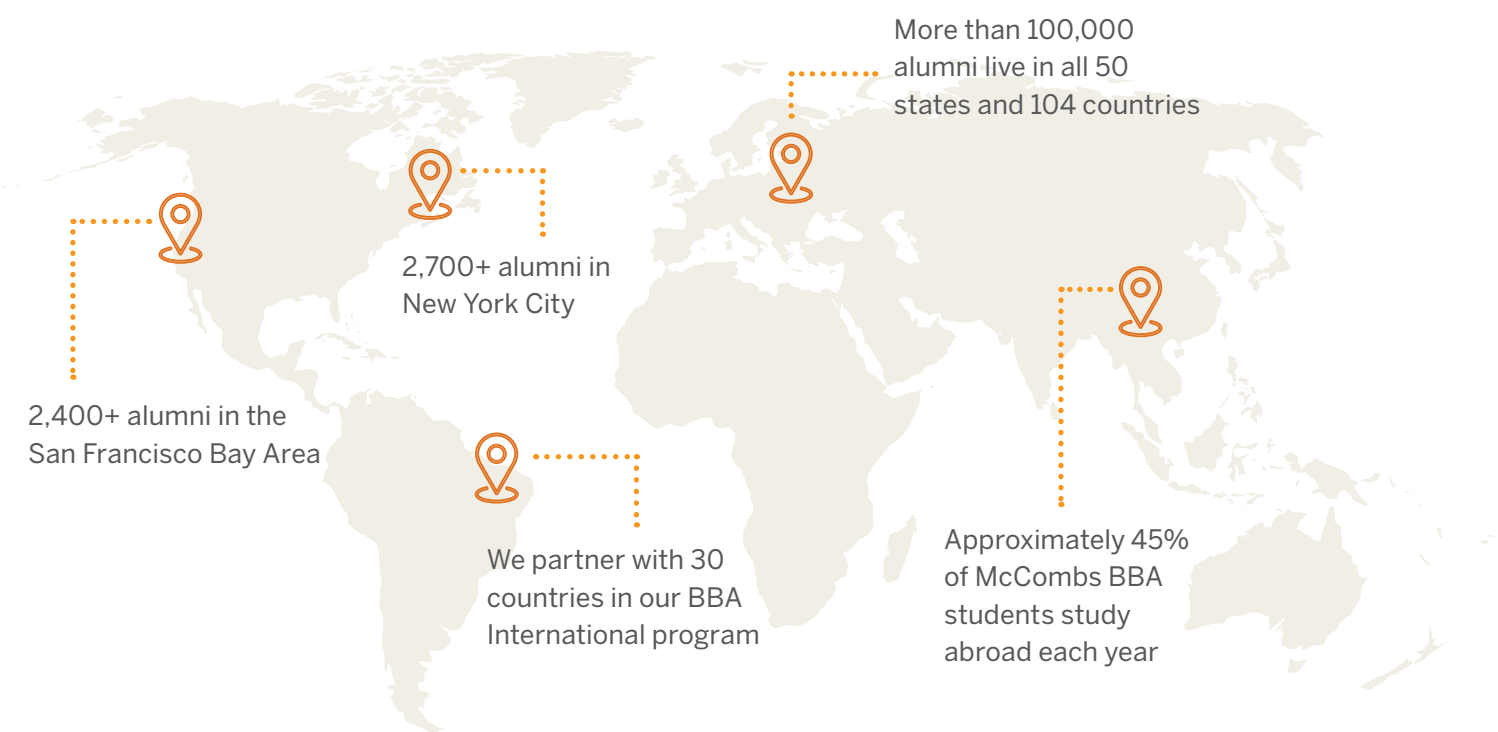 More than 100,000
alumni live in all 50
states and 104 countries
2,700+ alumni in
New York City
2,400+ alumni in the
San Francisco Bay Area
We partner with 30
countries in our BBA
International program
Approximately 45%
of McCombs BBA
students study
abroad each year